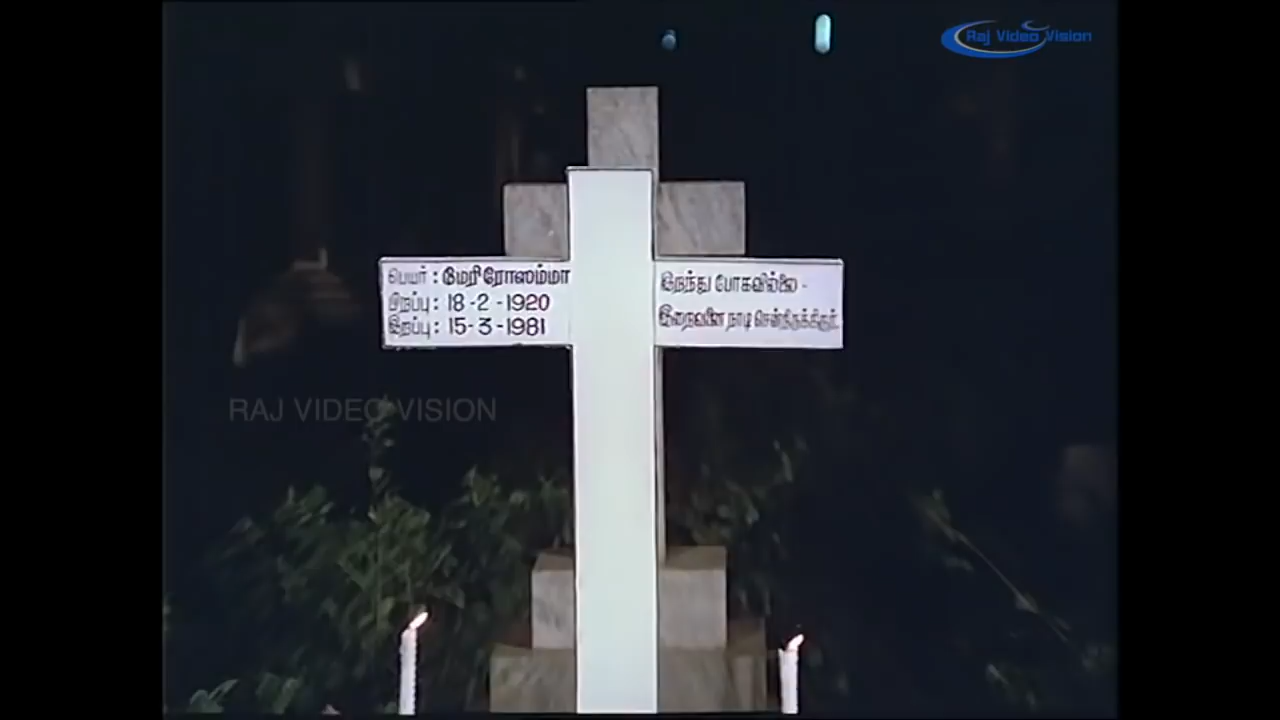 Raj Video Vision
பெயர் : மேரி ரோஸம்மா
பிறப்பு : 18-2-1920
இறப்பு : 15-3-1981
இறந்து போகவில்லை -
இறைவனை நாடி சென்றிருக்கிறார்.
RAJ VIDEO VISION